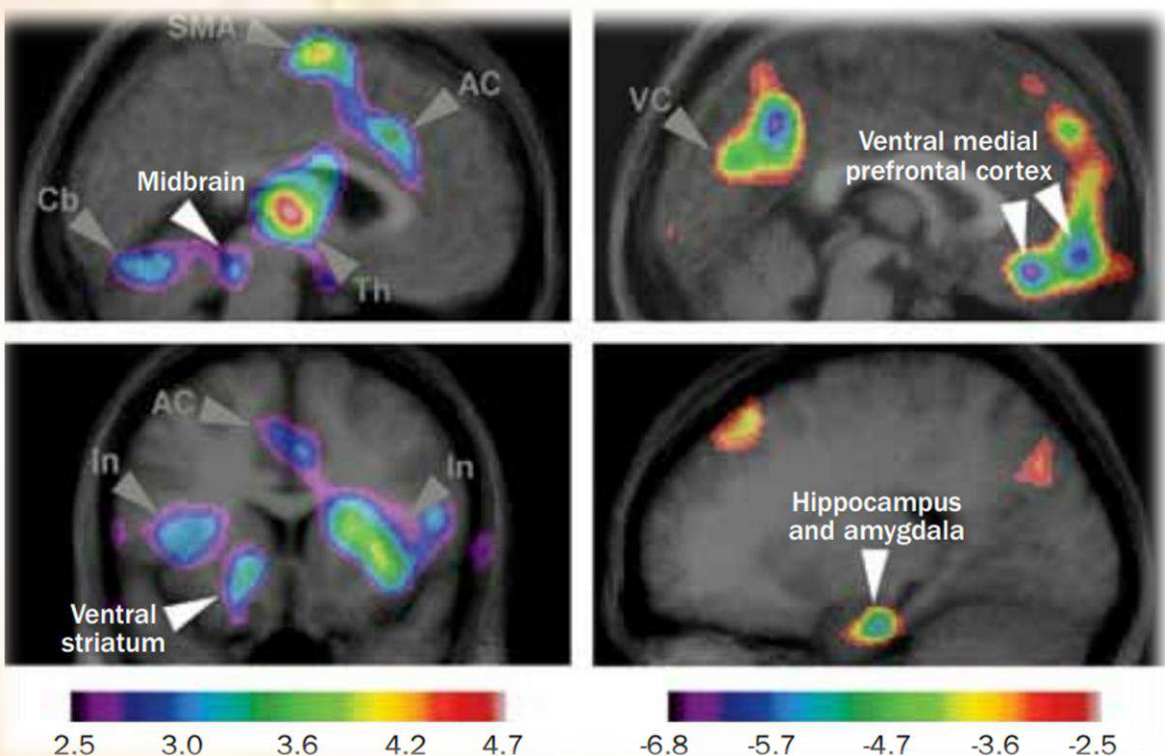 SMA
AC
Midbrain
Cb
Th
VC
Ventral medial
prefrontal cortex
AC
In
In
Ventral
striatum
Hippocampus
and amygdala
2.5 3.0 3.6 4.2 4.7
-6.8 -5.7 -4.7 -3.6 -2.5